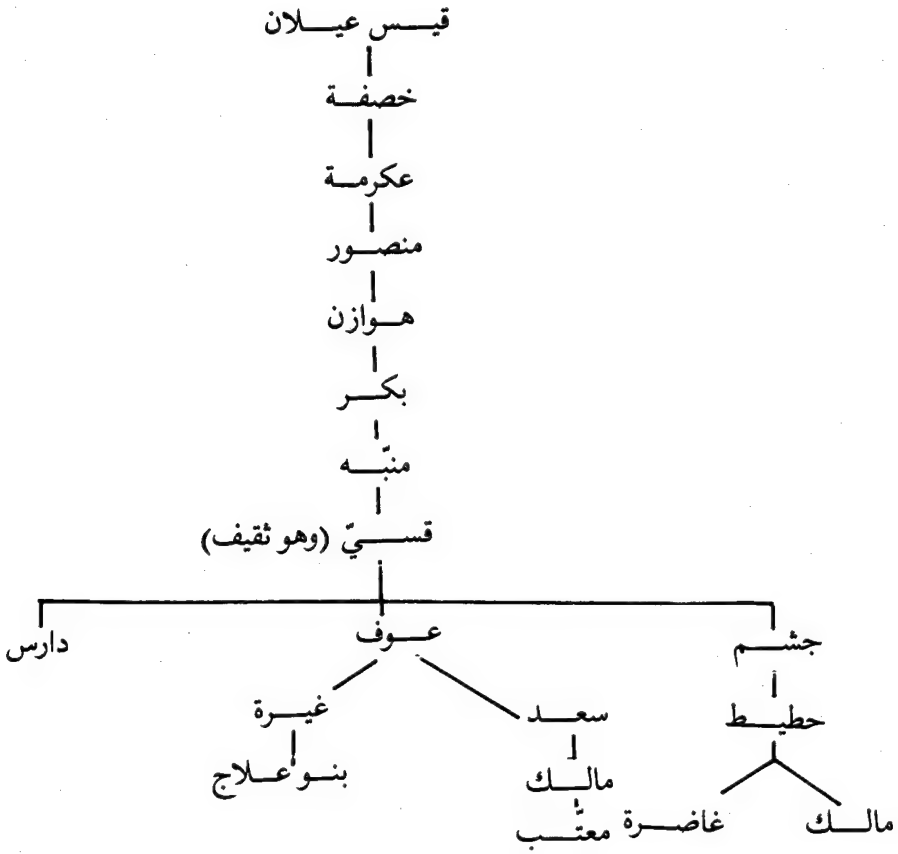 قيس عيلان
خصفة
عكرمة
منصور
هوازن
بكر
منبّه
قسيّ (وهو ثقيف)
جشم عوف دارس
حطيط سعد غيرة
مالك غاضرة مالك بنو علاج
معتّب